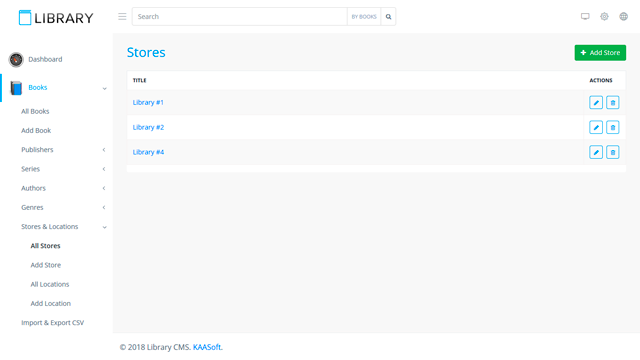 LIBRARY
Search
BY BOOKS
Dashboard
Books
All Books
Add Book
Publishers
Series
Authors
Genres
Stores & Locations
All Stores
Add Store
All Locations
Add Location
Import & Export CSV
Stores
Add Store
TITLE ACTIONS
Library #1
Library #2
Library #4
© 2018 Library CMS. KAASoft.